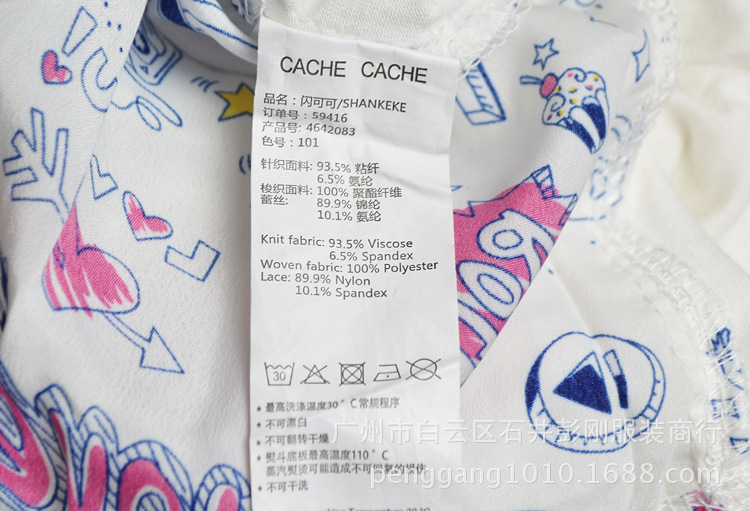 CACHE CACHE
品名：闪可可/SHANKEKE
订单号：59416
产品号：4642083
色号：101
针织面料：93.5% 粘纤
6.5% 氨纶
梭织面料：100% 聚酯纤维
蕾丝： 89.9% 锦纶
10.1% 氨纶
Knit fabric: 93.5% Viscose
6.5% Spandex
Woven fabric: 100% Polyester
Lace: 89.9% Nylon
10.1% Spandex
30
* 最高洗涤温度30°C常规程序
* 不可漂白
* 不可翻转干燥
* 熨斗底板最高温度110°C
蒸汽熨烫可能造成不可回复的损伤
* 不可干洗
广州市白云区石井彭刚服装商行
penggang1010.1688.com